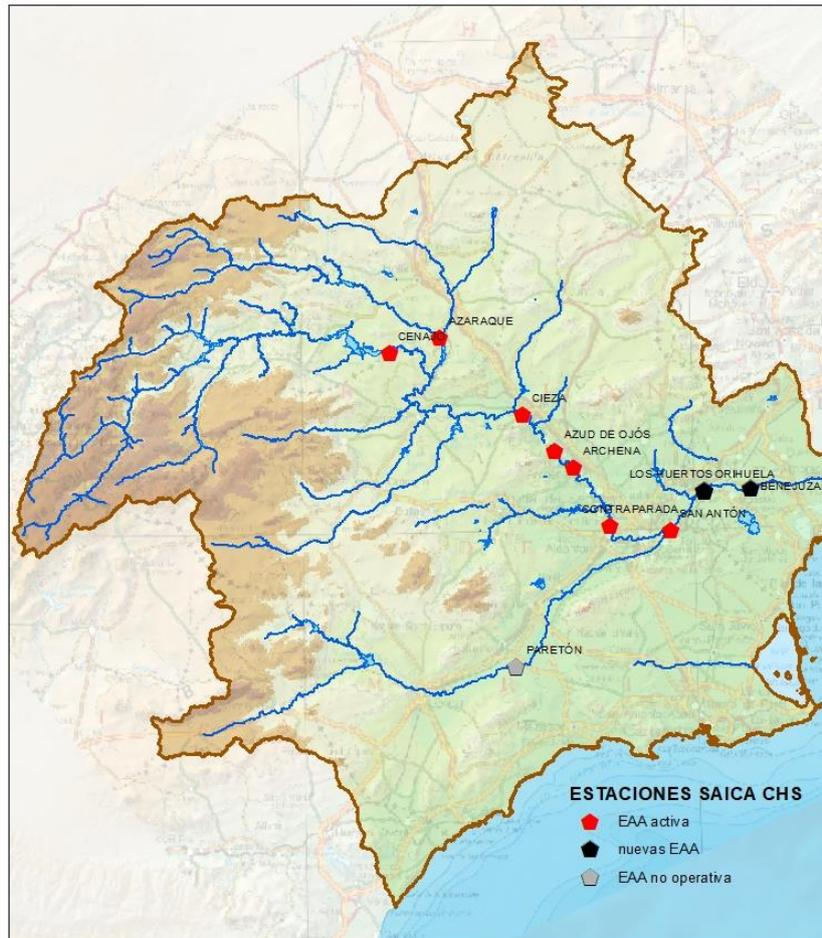 AZARAQUE
CENAJO
CIEZA
AZUD DE OJÓS
ARCHENA
LOS HUERTOS ORIHUELA
BENEJUZA
CONTRAPARADA
SAN ANTÓN
PARETÓN
ESTACIONES SAICA CHS
EAA activa
nuevas EAA
EAA no operativa